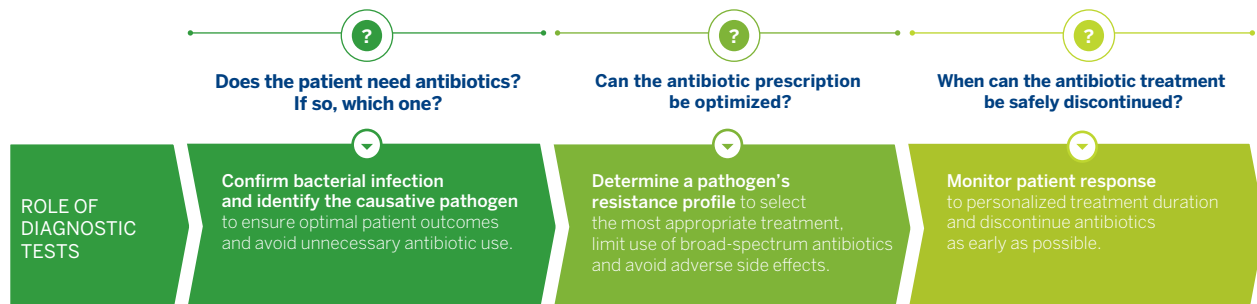 ?
?
?
Does the patient need antibiotics?
If so, which one?
Can the antibiotic prescription
be optimized?
When can the antibiotic treatment
be safely discontinued?
ROLE OF
DIAGNOSTIC
TESTS
Confirm bacterial infection
and identify the causative pathogen
to ensure optimal patient outcomes
and avoid unnecessary antibiotic use.
Determine a pathogen's
resistance profile to select
the most appropriate treatment,
limit use of broad-spectrum antibiotics
and avoid adverse side effects.
Monitor patient response
to personalized treatment duration
and discontinue antibiotics
as early as possible.